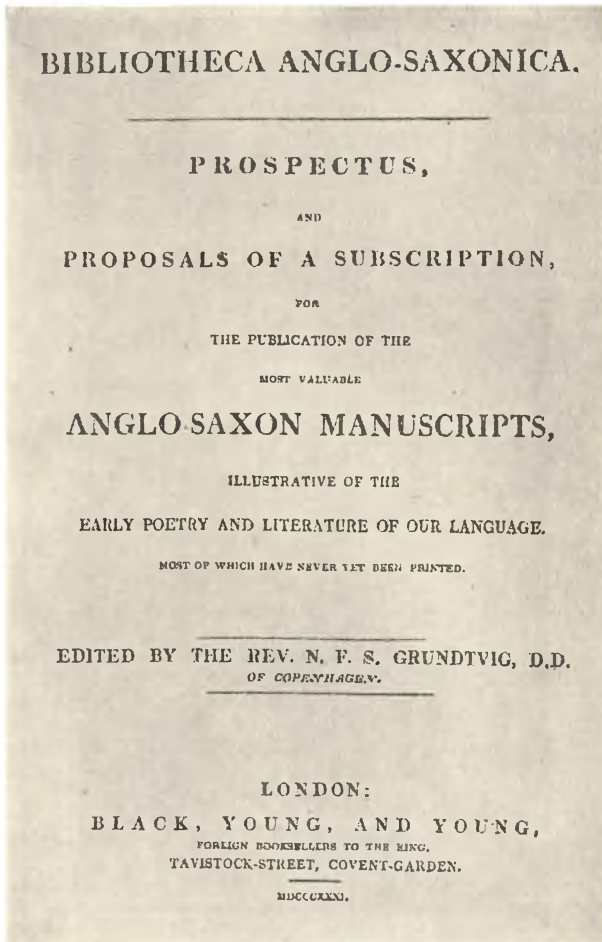 BIBLIOTHECA ANGLO-SAXONICA.
PROSPECTUS,
AND
PROPOSALS OF A SUBSCRIPTION,
FOR
THE PUBLICATION OF THE
MOST VALUABLE
ANGLO-SAXON MANUSCRIPTS,
ILLUSTRATIVE OF THE
EARLY POETRY AND LITERATURE OF OUR LANGUAGE.
MOST OF WHICH HAVE NEVER YET BEEN PRINTED.
EDITED BY THE REV. N. F. S. GRUNDTVIG, D.D.
OF COPENHAGEN.
LONDON:
BLACK, YOUNG, AND YOUNG,
FOREIGN BOOKSELLERS TO THE KING,
TAVISTOCK-STREET, COVENT-GARDEN.
MDCCCXXXI.